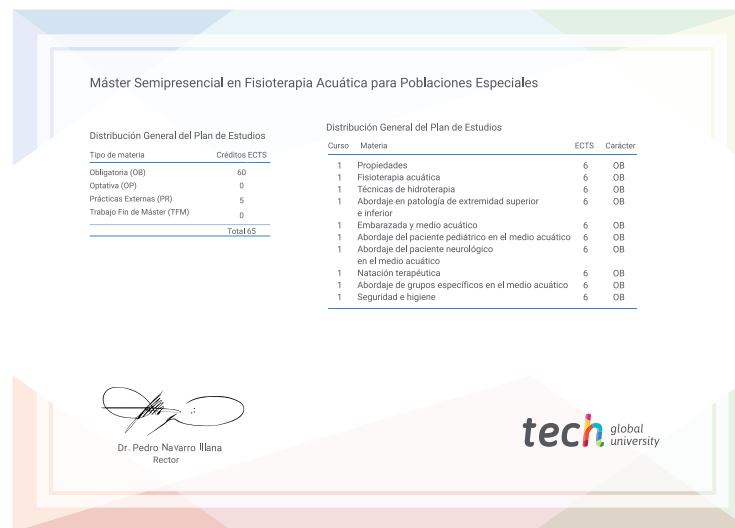 Máster Semipresencial en Fisioterapia Acuática para Poblaciones Especiales
Distribución General del Plan de Estudios
Tipo de materia Créditos ECTS
Obligatoria (OB) 60
Optativa (OP) 0
Prácticas Externas (PR) 5
Trabajo Fin de Máster (TFM) 0
Total 65
Distribución General del Plan de Estudios
Curso Materia ECTS Carácter
1 Propiedades 6 OB
1 Fisioterapia acuática 6 OB
1 Técnicas de hidroterapia 6 OB
1 Abordaje en patología de extremidad superior 6 OB
e inferior
1 Embarazada y medio acuático 6 OB
1 Abordaje del paciente pediátrico en el medio acuático 6 OB
1 Abordaje del paciente neurológico 6 OB
en el medio acuático
1 Natación terapéutica 6 OB
1 Abordaje de grupos específicos en el medio acuático 6 OB
1 Seguridad e higiene 6 OB
Dr. Pedro Navarro Illana
Rector
tech global
university